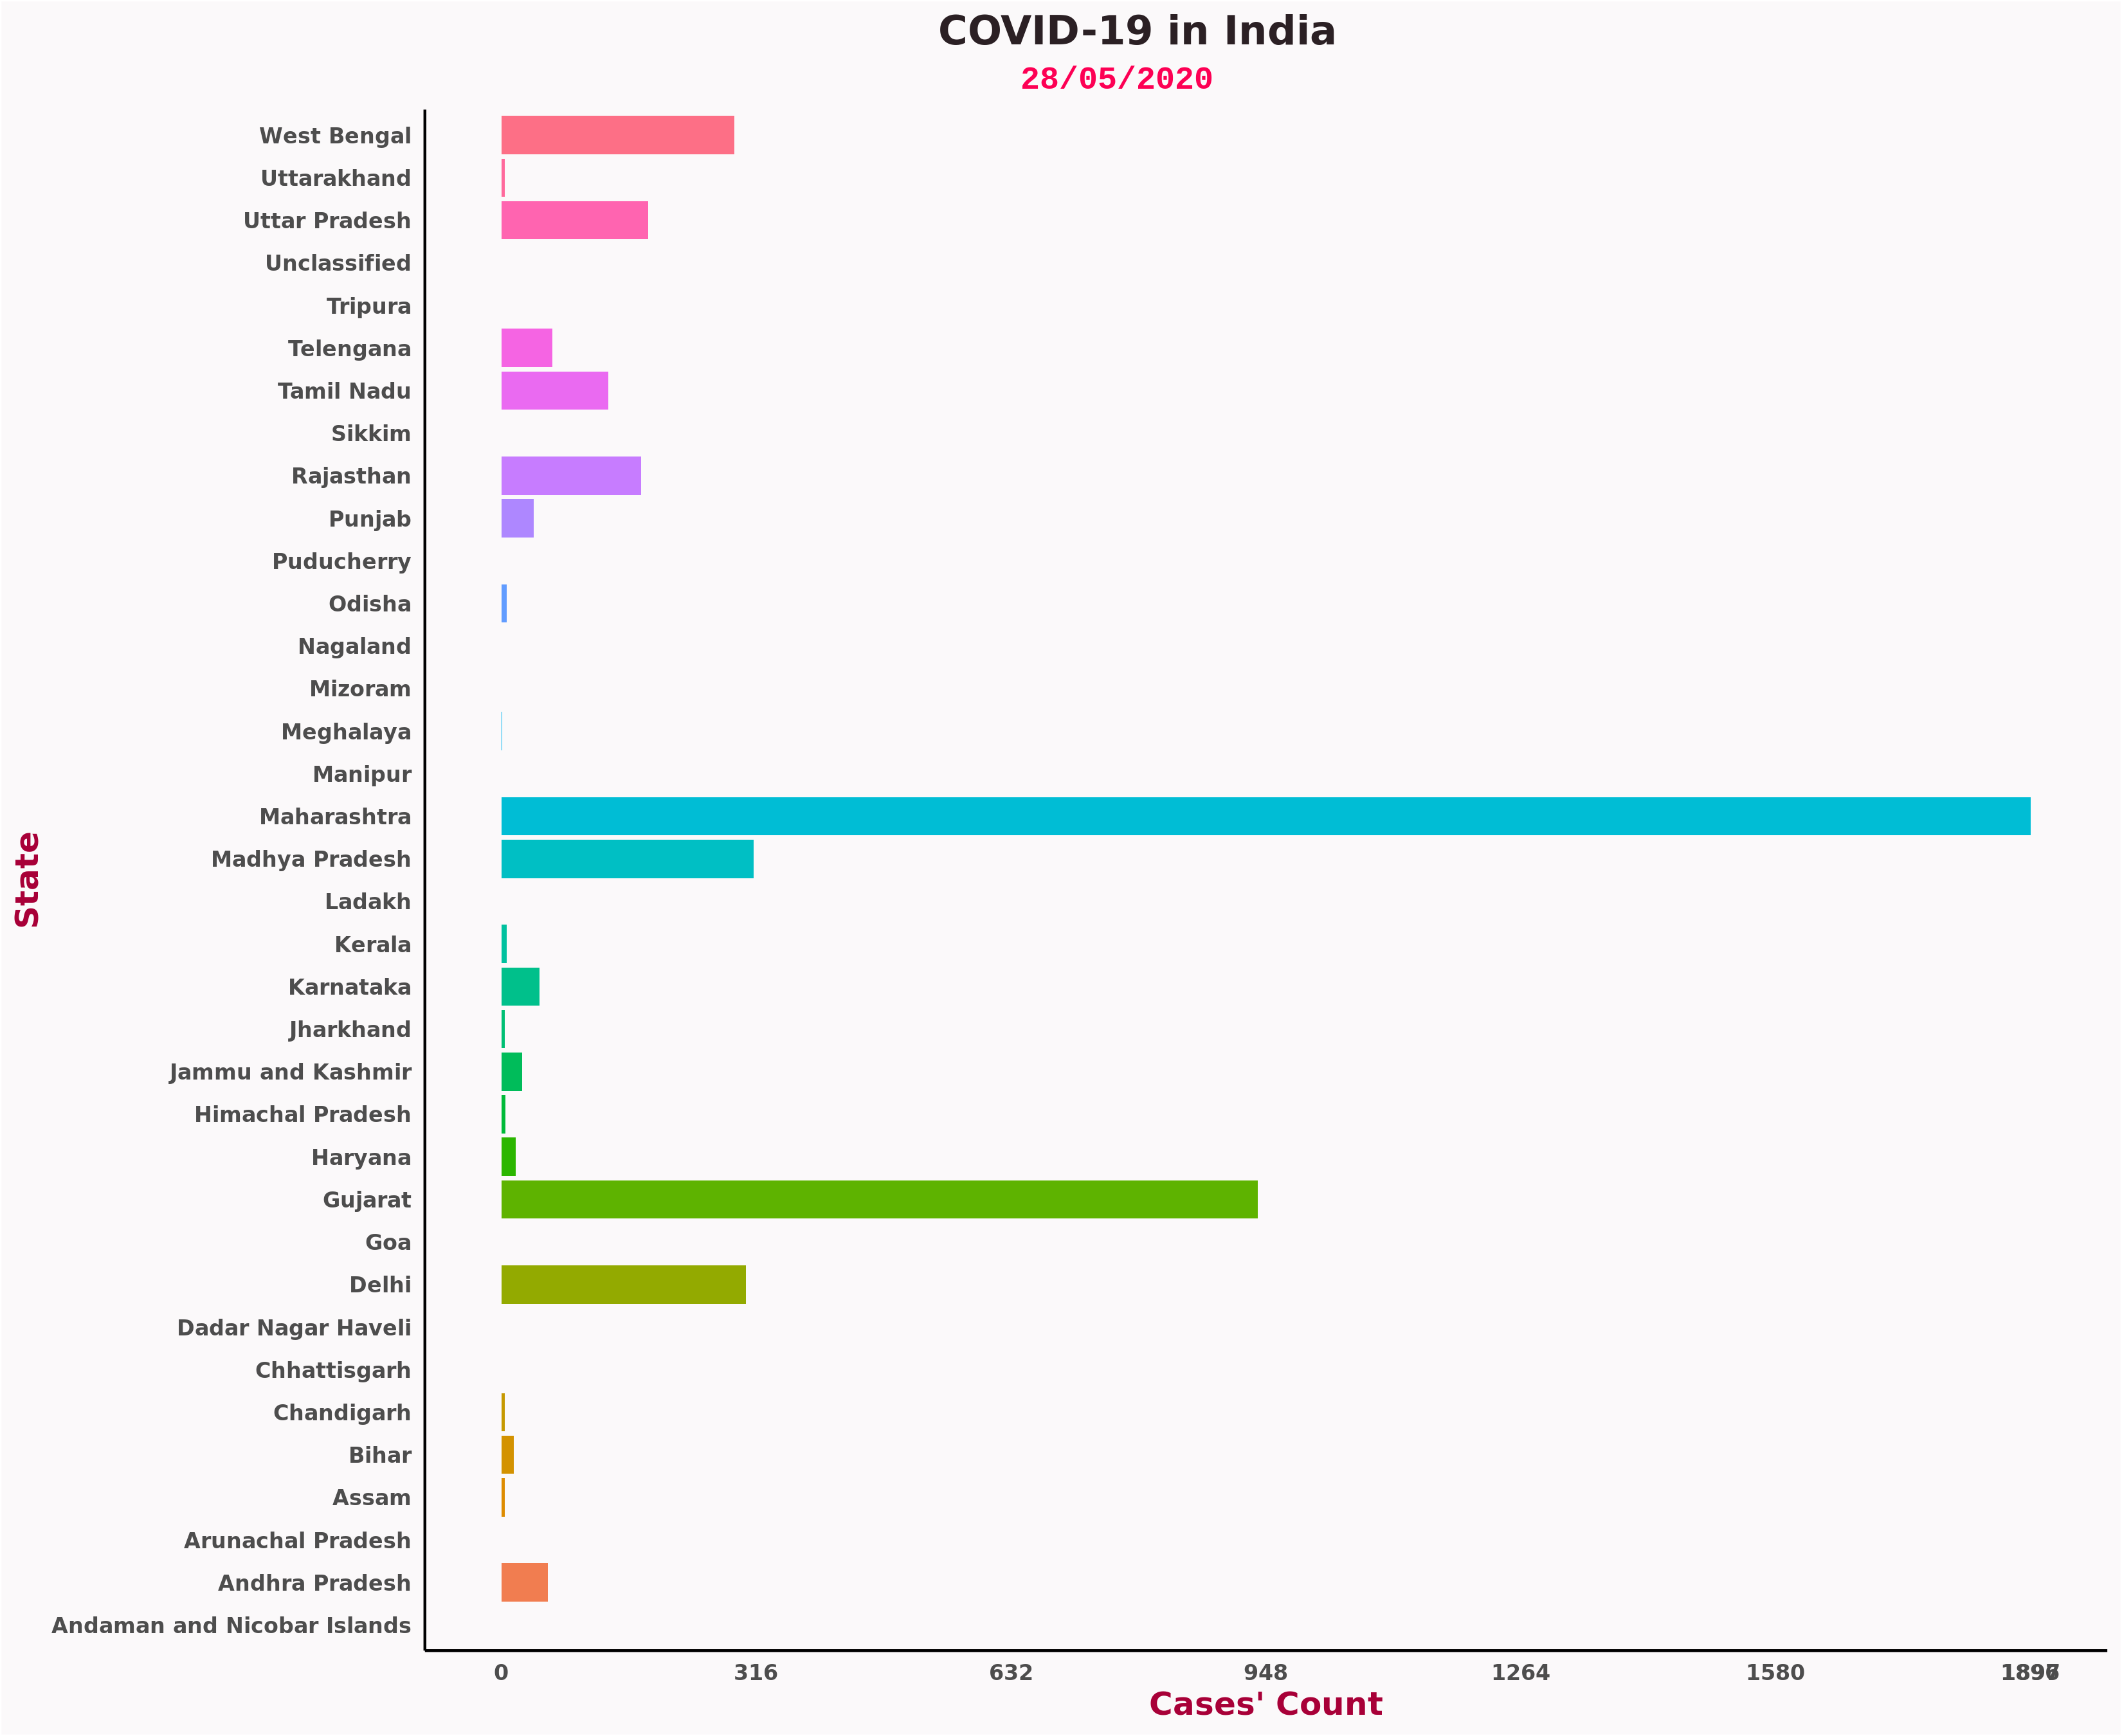 COVID-19 in India
28/05/2020
West Bengal
Uttarakhand
Uttar Pradesh
Unclassified
Tripura
Telengana
Tamil Nadu
Sikkim
Rajasthan
Punjab
Puducherry
Odisha
Nagaland
Mizoram
Meghalaya
Manipur
Maharashtra
Madhya Pradesh
Ladakh
Kerala
Karnataka
Jharkhand
Jammu and Kashmir
Himachal Pradesh
Haryana
Gujarat
Goa
Delhi
Dadar Nagar Haveli
Chhattisgarh
Chandigarh
Bihar
Assam
Arunachal Pradesh
Andhra Pradesh
Andaman and Nicobar Islands
State
0 316 632 948 1264 1580
Cases' Count